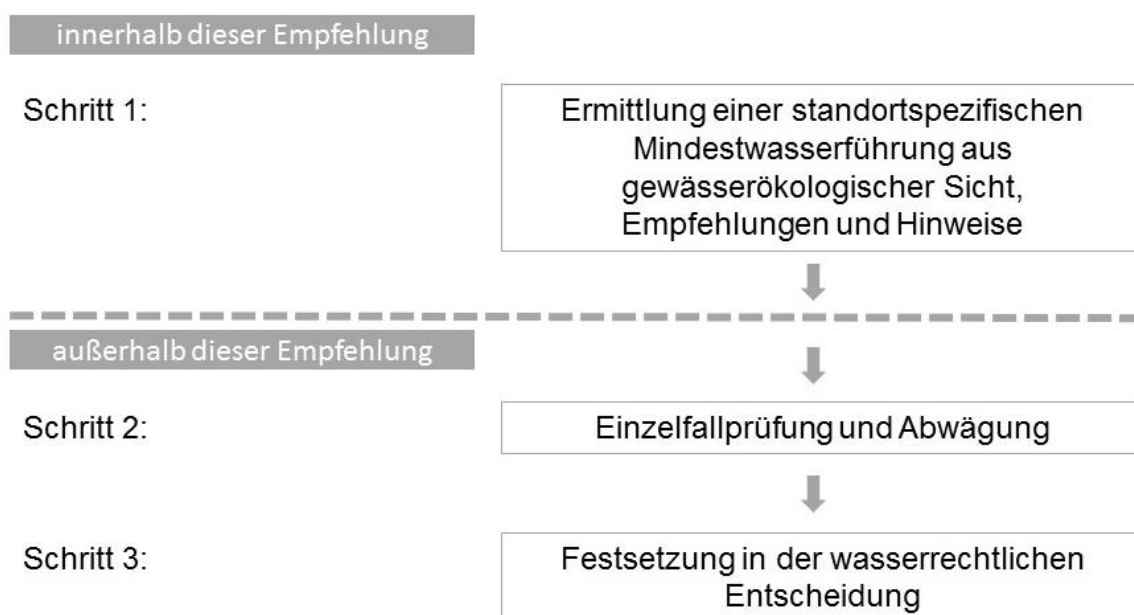 innerhalb dieser Empfehlung
Schritt 1:
Ermittlung einer standortspezifischen
Mindestwasserführung aus
gewässerökologischer Sicht,
Empfehlungen und Hinweise
außerhalb dieser Empfehlung
Schritt 2:
Einzelfallprüfung und Abwägung
Schritt 3:
Festsetzung in der wasserrechtlichen
Entscheidung